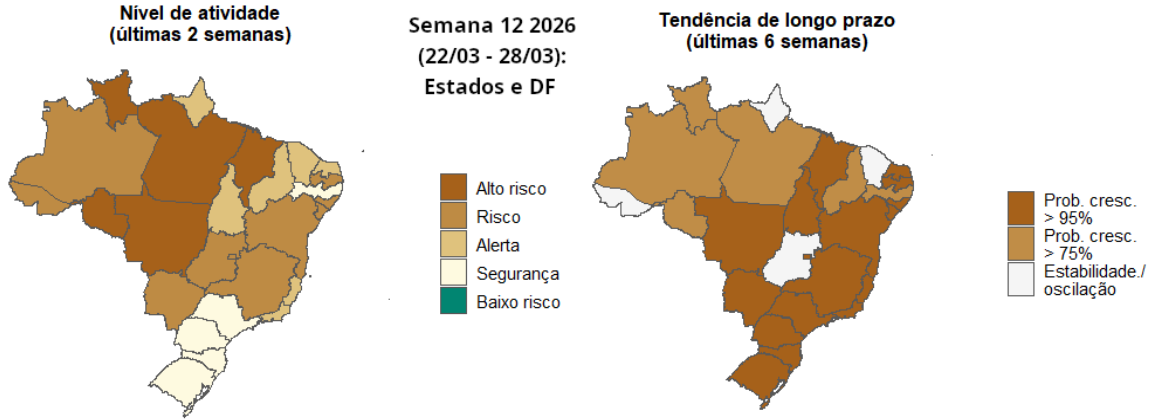 Nível de atividade
(últimas 2 semanas)
Semana 12 2026
(22/03 - 28/03):
Estados e DF
Tendência de longo prazo
(últimas 6 semanas)
Alto risco
Risco
Alerta
Segurança
Baixo risco
Prob. cresc.
> 95%
Prob. cresc.
> 75%
Estabilidade./
oscilação